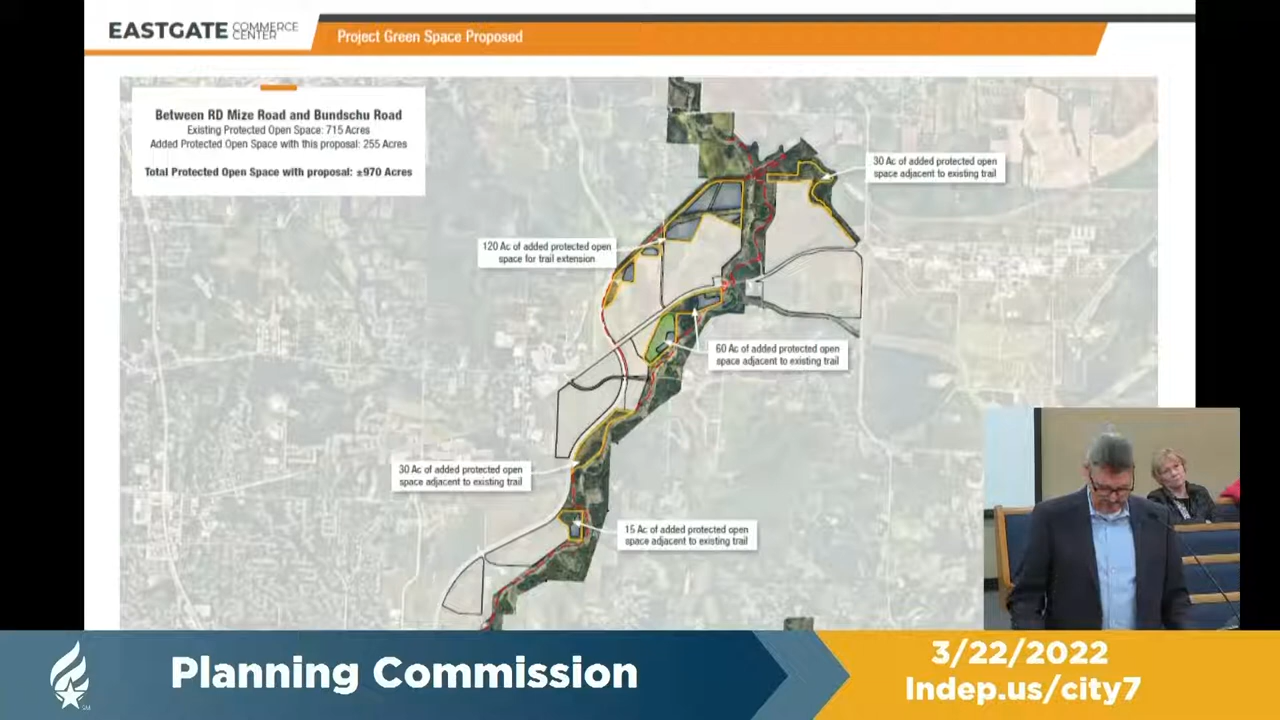 EASTGATE COMMERCE
CENTER
Project Green Space Proposed
Between RD Mize Road and Bundschu Road
Existing Protected Open Space: 715 Acres
Added Protected Open Space with this proposal: 255 Acres
Total Protected Open Space with proposal: ±970 Acres
30 Ac of added protected open
space adjacent to existing trail
120 Ac of added protected open
space for trail extension
60 Ac of added protected open
space adjacent to existing trail
30 Ac of added protected open
space adjacent to existing trail
15 Ac of added protected open
space adjacent to existing trail
Planning Commission
3/22/2022
Indep.us/city7